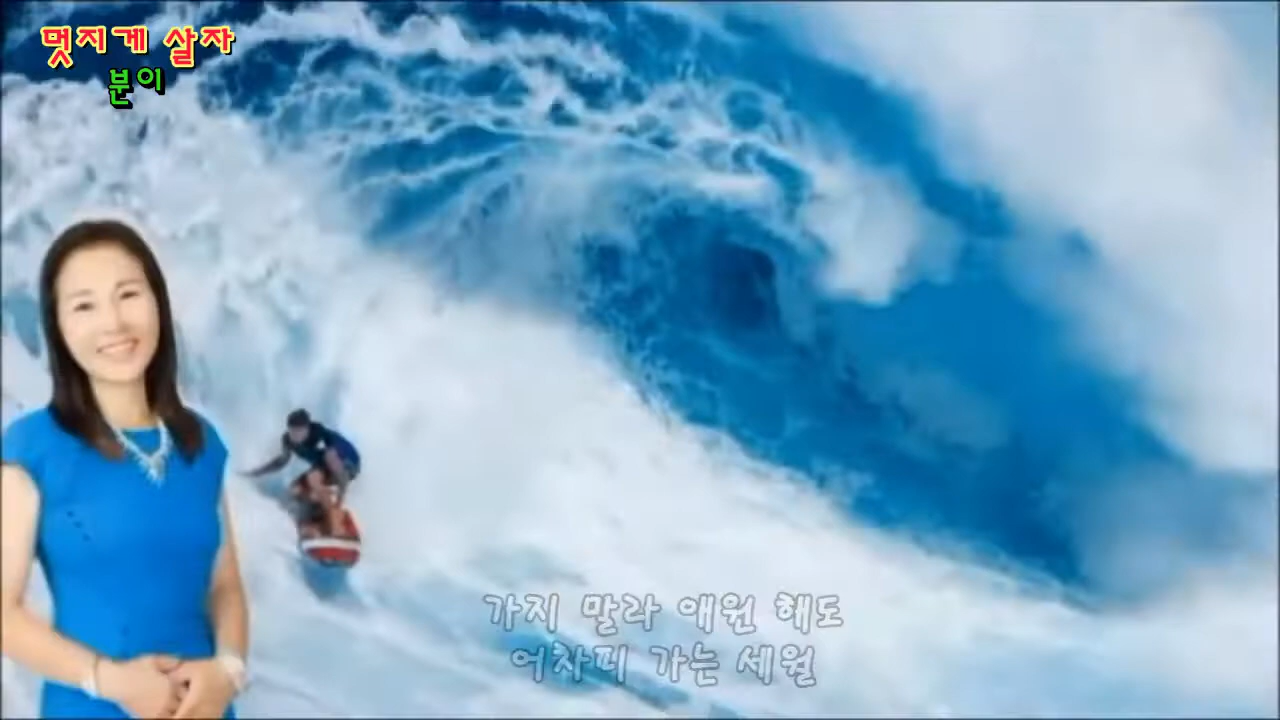 멋지게 살자
분이
가지 말라 애원 해도
어차피 가는 세월